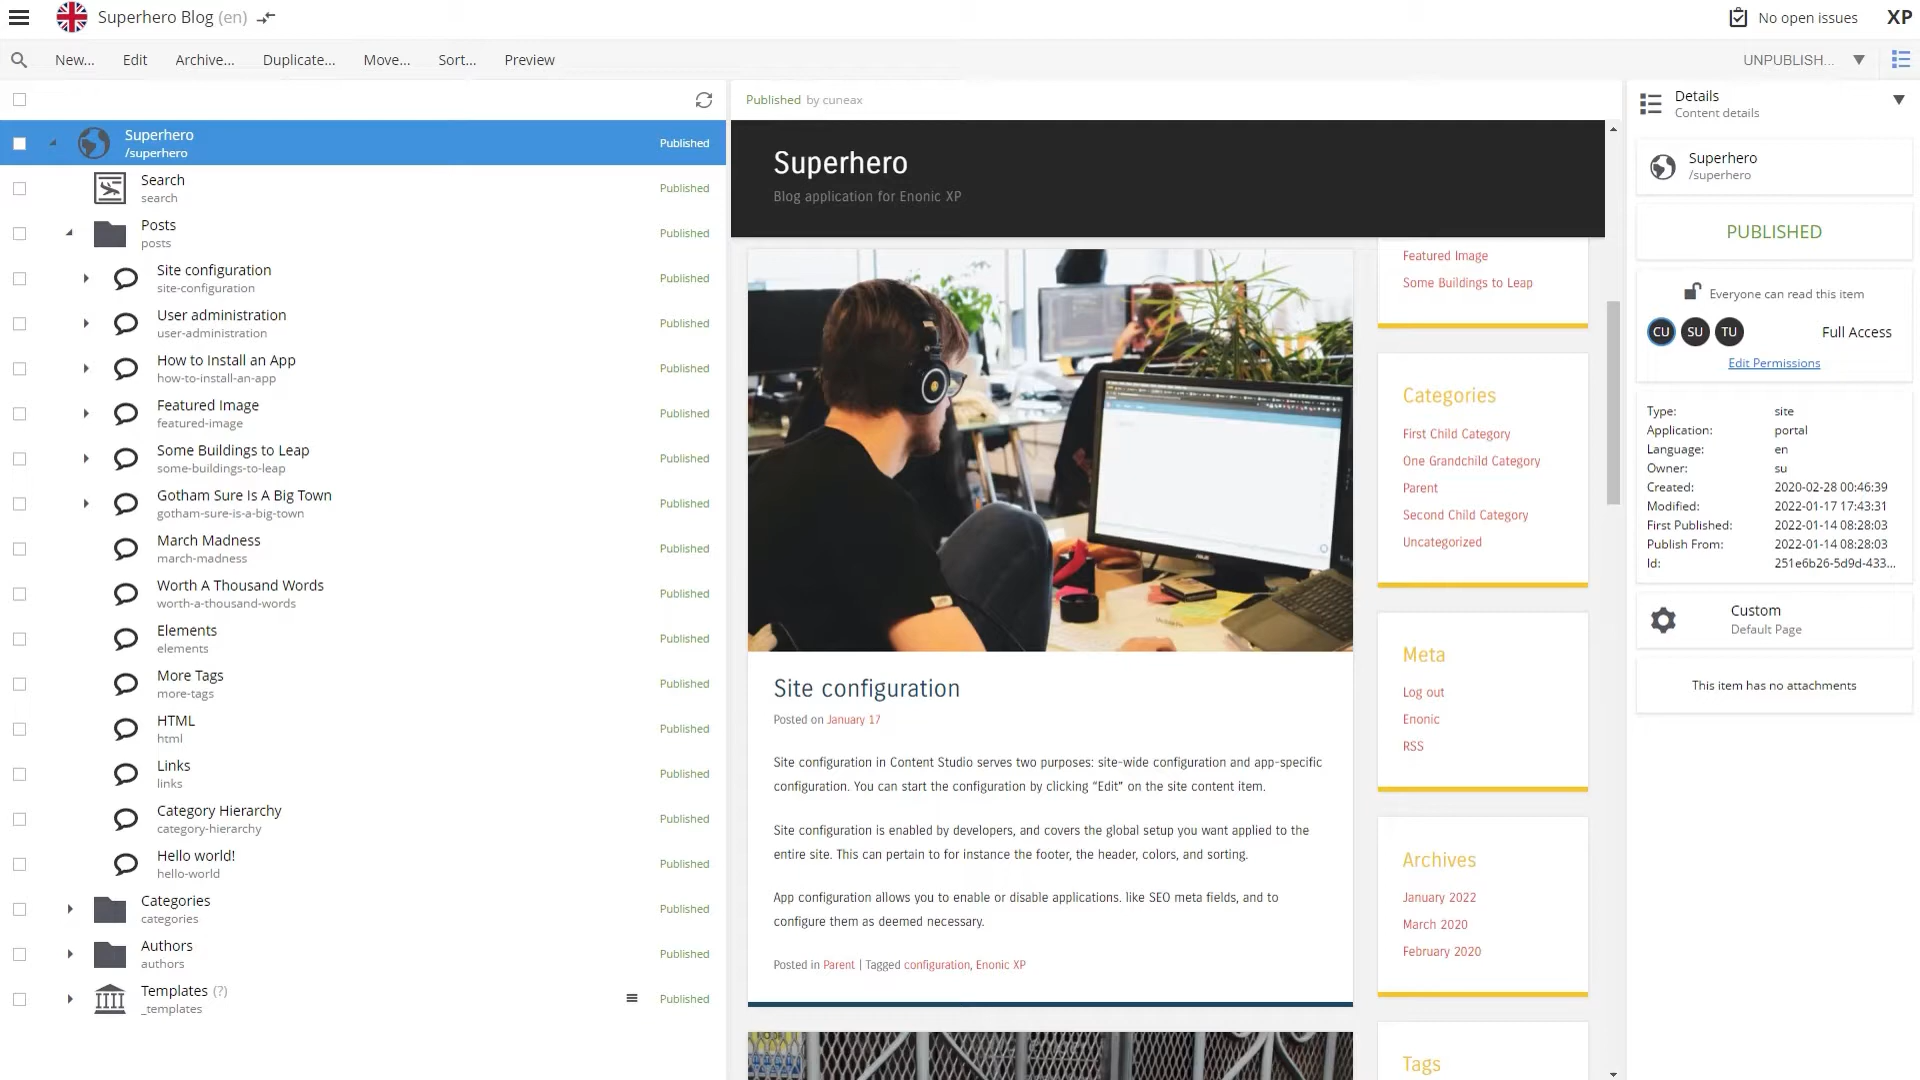 Superhero Blog (en)
No open issues
XP
New...
Edit
Archive...
Duplicate...
Move...
Sort...
Preview
UNPUBLISH...
Superhero
/superhero
Published
Search
search
Published
Posts
posts
Published
Site configuration
site-configuration
Published
User administration
user-administration
Published
How to Install an App
how-to-install-an-app
Published
Featured Image
featured-image
Published
Some Buildings to Leap
some-buildings-to-leap
Published
Gotham Sure Is A Big Town
gotham-sure-is-a-big-town
Published
March Madness
march-madness
Published
Worth A Thousand Words
worth-a-thousand-words
Published
Elements
elements
Published
More Tags
more-tags
Published
HTML
html
Published
Links
links
Published
Category Hierarchy
category-hierarchy
Published
Hello world!
hello-world
Published
Categories
categories
Published
Authors
authors
Published
Templates (?)
_templates
Published
Published by cuneax
Superhero
Blog application for Enonic XP
Site configuration
Posted on January 17
Site configuration in Content Studio serves two purposes: site-wide configuration and app-specific
configuration. You can start the configuration by clicking “Edit” on the site content item.
Site configuration is enabled by developers, and covers the global setup you want applied to the
entire site. This can pertain to for instance the footer, the header, colors, and sorting.
App configuration allows you to enable or disable applications. like SEO meta fields, and to
configure them as deemed necessary.
Posted in Parent | Tagged configuration, Enonic XP
Featured Image
Some Buildings to Leap
Categories
First Child Category
One Grandchild Category
Parent
Second Child Category
Uncategorized
Meta
Log out
Enonic
RSS
Archives
January 2022
March 2020
February 2020
Tags
Details
Content details
Superhero
/superhero
PUBLISHED
Everyone can read this item
CU SU TU Full Access
Edit Permissions
Type: site
Application: portal
Language: en
Owner: su
Created: 2020-02-28 00:46:39
Modified: 2022-01-17 17:43:31
First Published: 2022-01-14 08:28:03
Publish From: 2022-01-14 08:28:03
Id: 251e6b26-5d9d-433...
Custom
Default Page
This item has no attachments